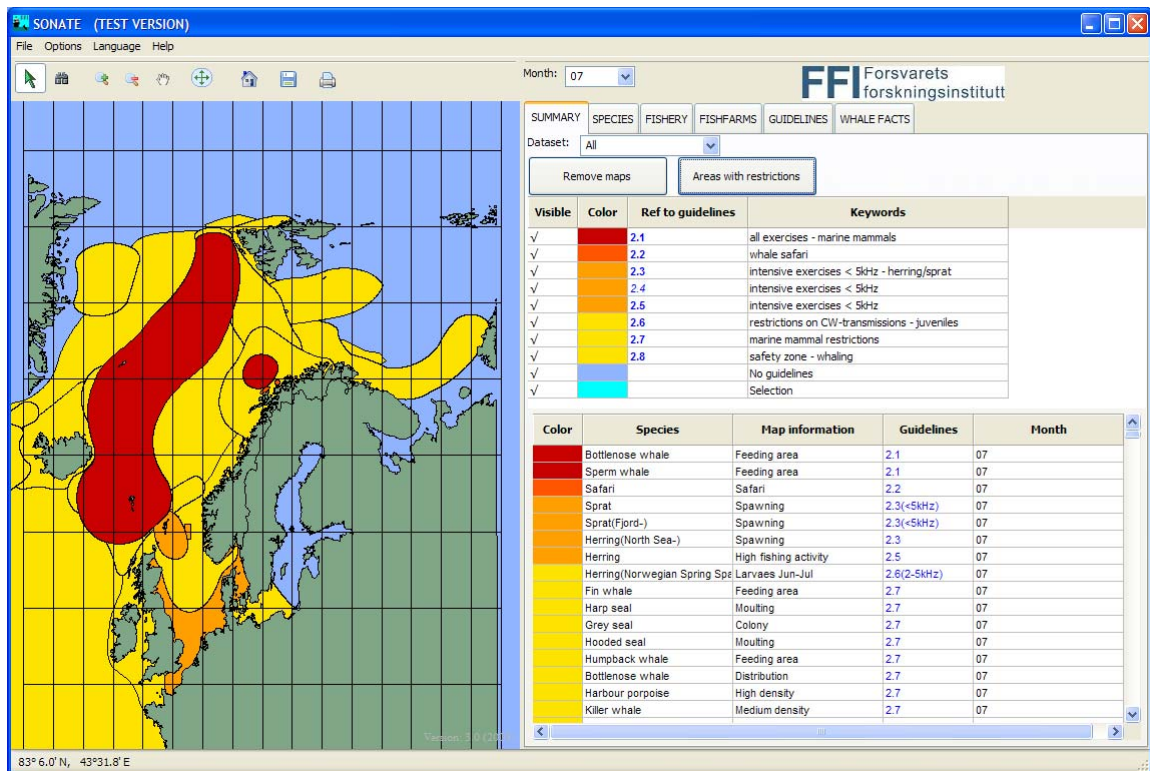 SONATE (TEST VERSION)
File Options Language Help
Month: 07
FFI Forsvarets
forskningsinstitutt
SUMMARY SPECIES FISHERY FISHFARMS GUIDELINES WHALE FACTS
Dataset: All
Remove maps Areas with restrictions
Visible Color Ref to guidelines Keywords
√ 2.1 all exercises - marine mammals
√ 2.2 whale safari
√ 2.3 intensive exercises < 5kHz - herring/sprat
√ 2.4 intensive exercises < 5kHz
√ 2.5 intensive exercises < 5kHz
√ 2.6 restrictions on CW-transmissions - juveniles
√ 2.7 marine mammal restrictions
√ 2.8 safety zone - whaling
√ No guidelines
√ Selection
Color Species Map information Guidelines Month
Bottlenose whale Feeding area 2.1 07
Sperm whale Feeding area 2.1 07
Safari Safari 2.2 07
Sprat Spawning 2.3(<5kHz) 07
Sprat(Fjord-) Spawning 2.3(<5kHz) 07
Herring(North Sea-) Spawning 2.3 07
Herring High fishing activity 2.5 07
Herring(Norwegian Spring Spa Larvaes Jun-Jul 2.6(2-5kHz) 07
Fin whale Feeding area 2.7 07
Harp seal Moulting 2.7 07
Grey seal Colony 2.7 07
Hooded seal Moulting 2.7 07
Humpback whale Feeding area 2.7 07
Bottlenose whale Distribution 2.7 07
Harbour porpoise High density 2.7 07
Killer whale Medium density 2.7 07
Version: 3.0
83° 6.0' N, 43°31.8' E